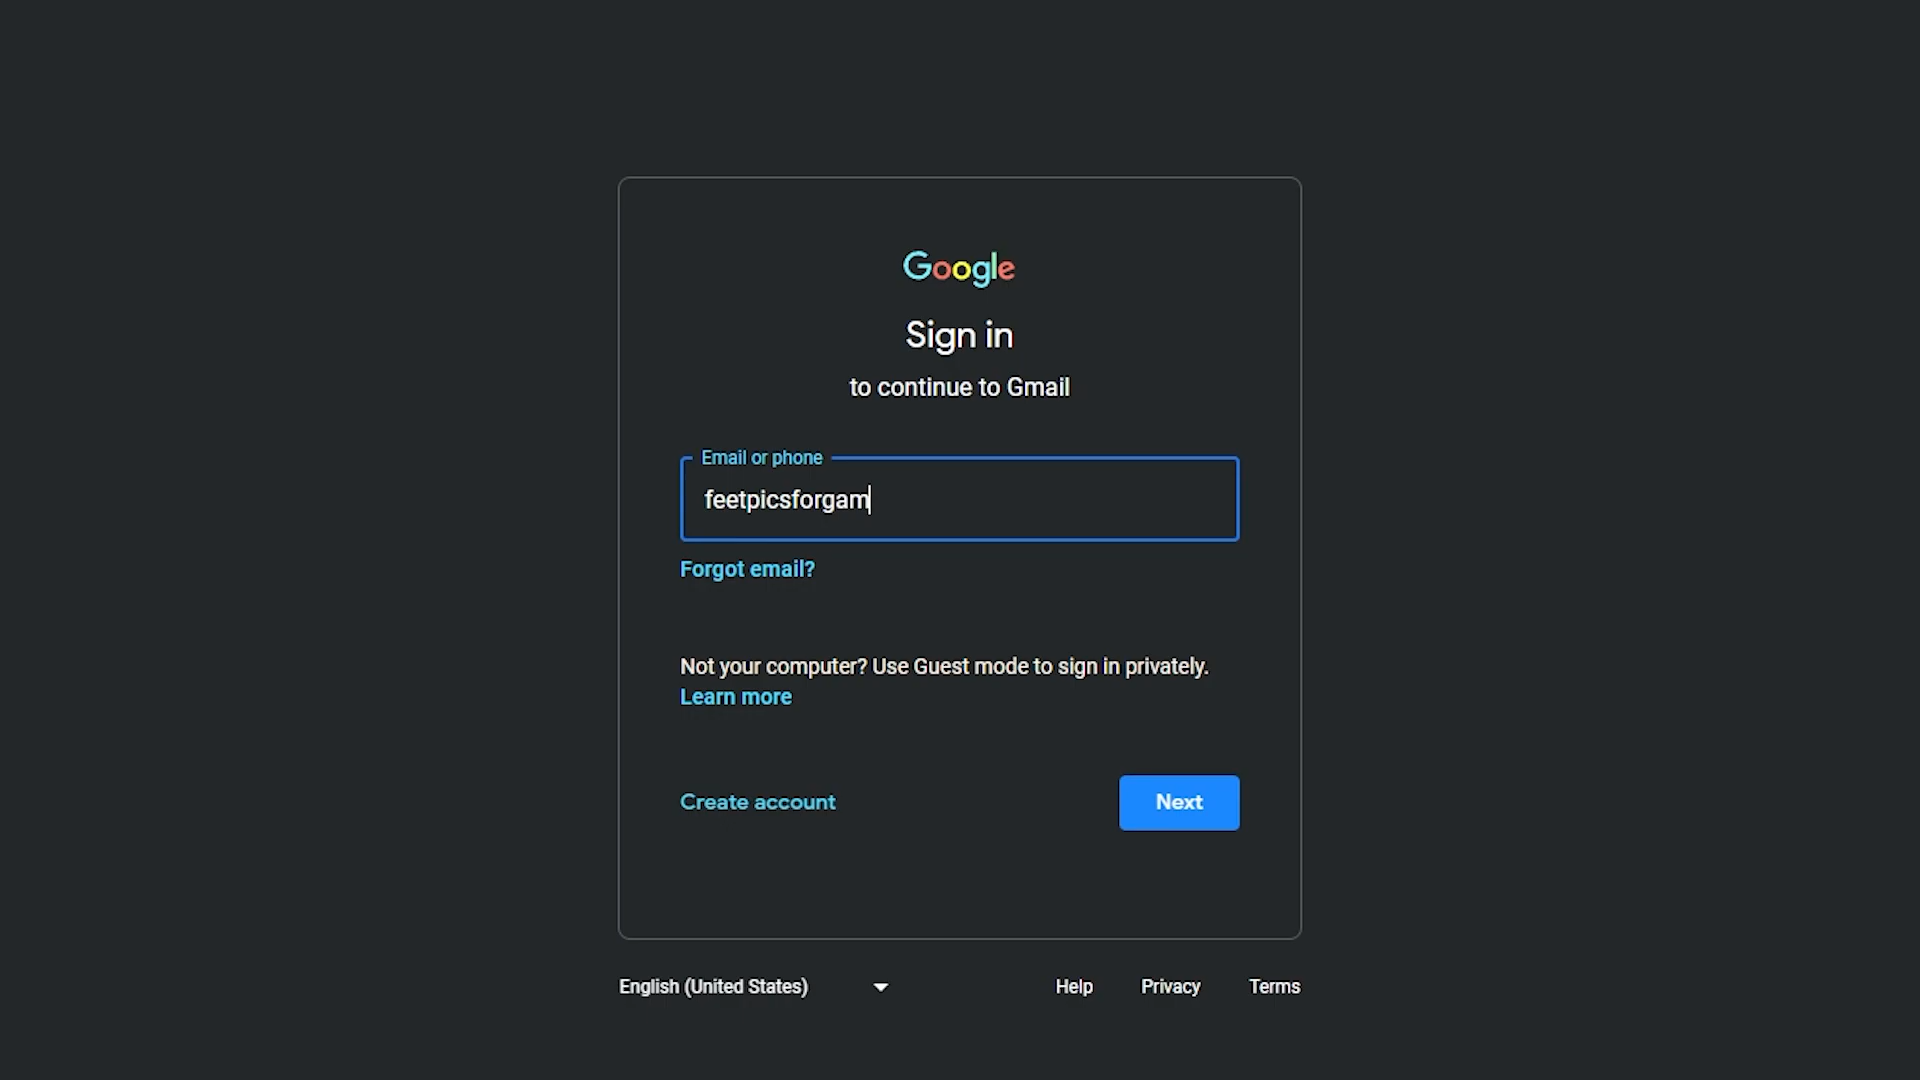 Google
Sign in
to continue to Gmail
Email or phone
feetpicsforgam
Forgot email?
Not your computer? Use Guest mode to sign in privately.
Learn more
Create account
Next
English (United States)
Help
Privacy
Terms